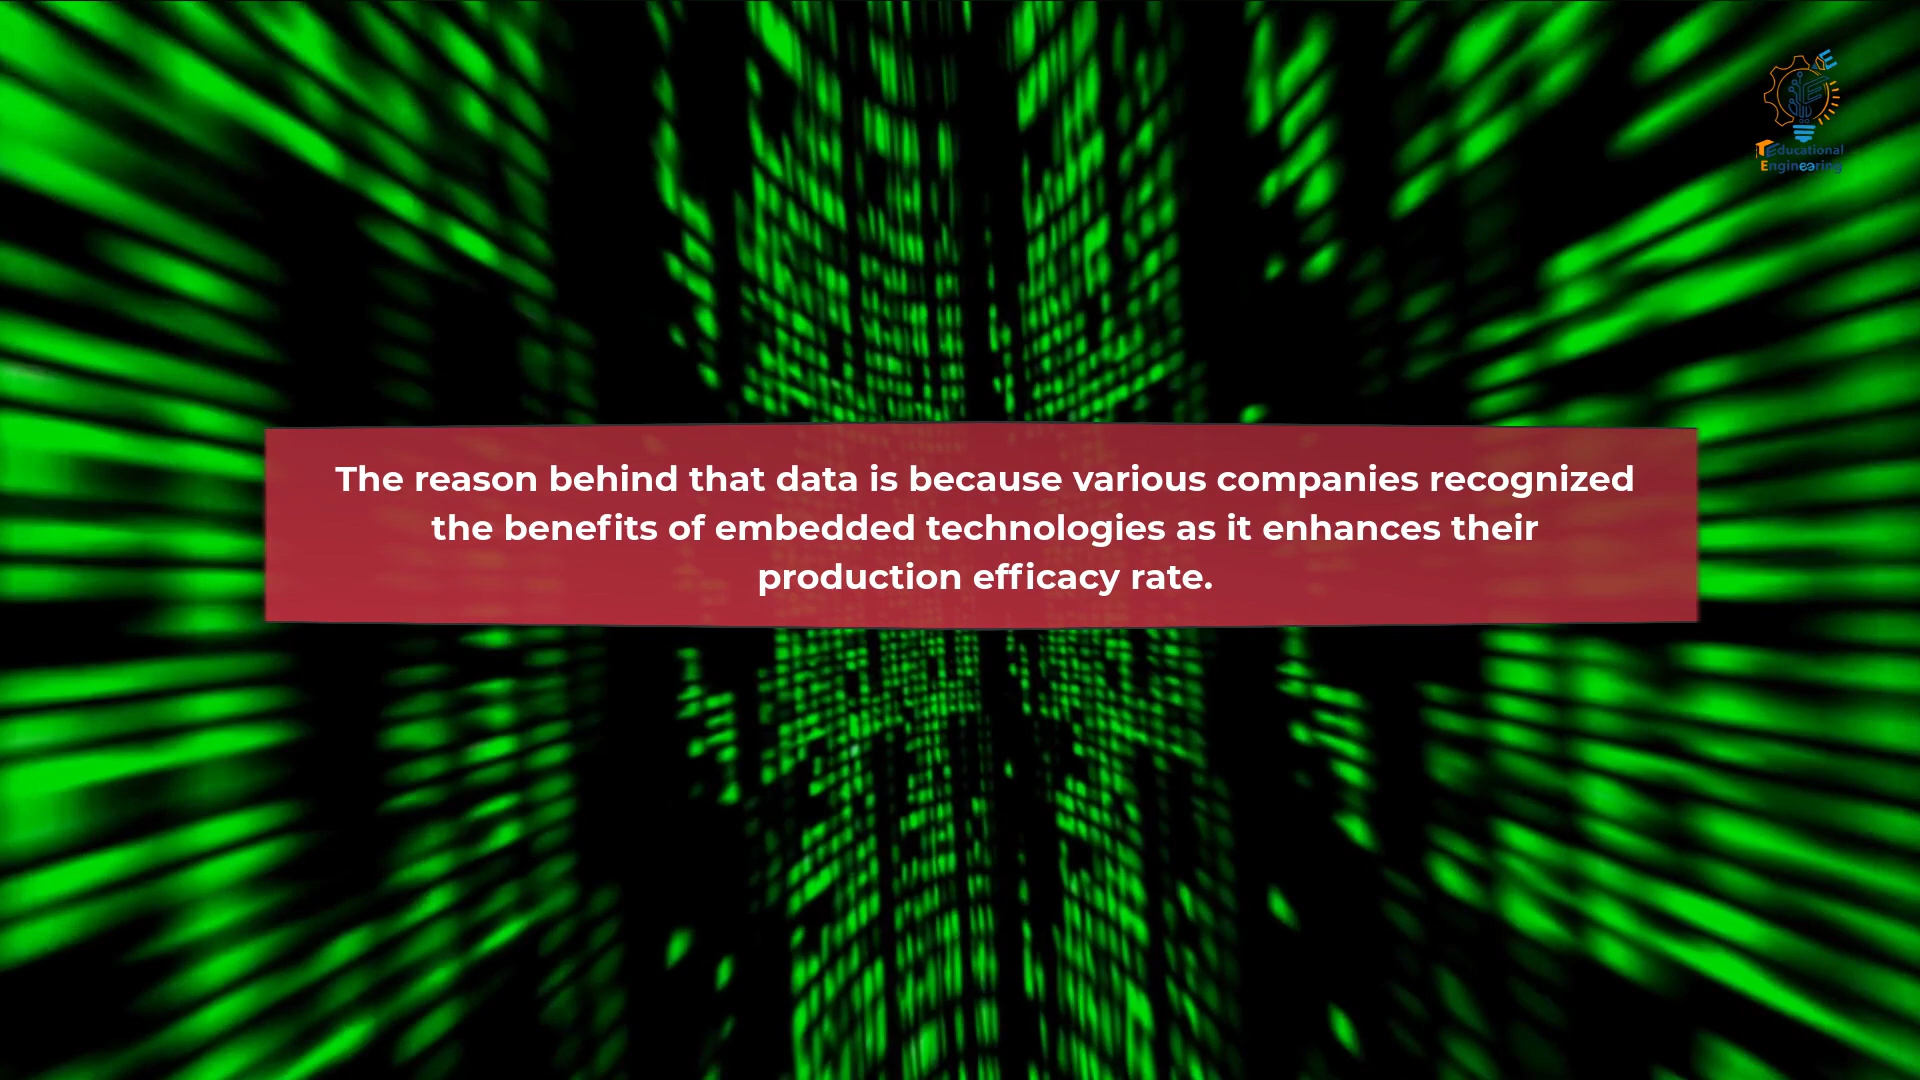 Educational
Engineering
The reason behind that data is because various companies recognized
the benefits of embedded technologies as it enhances their
production efficacy rate.